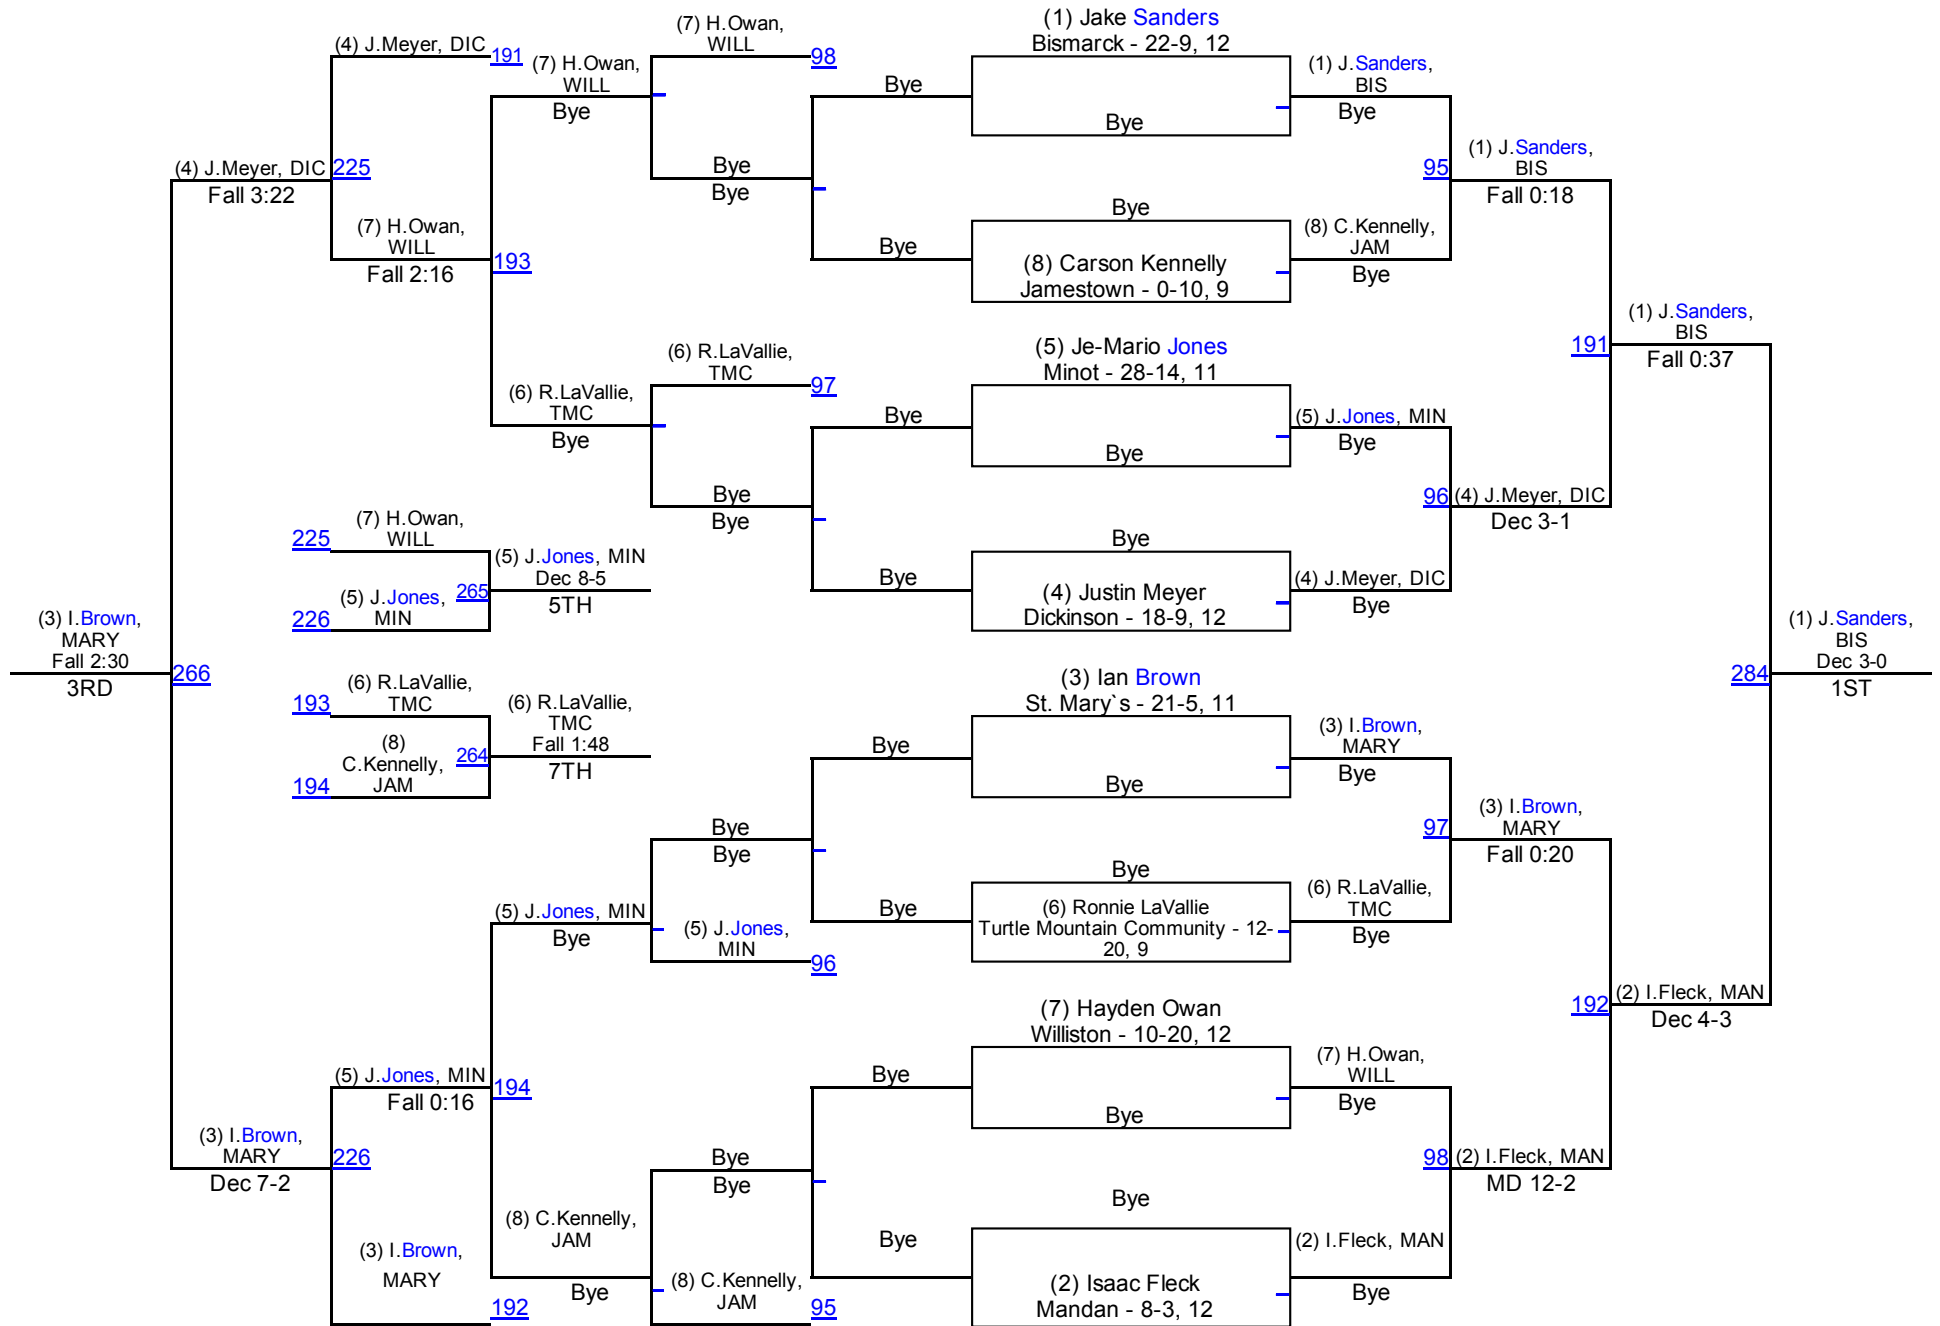 (4) J.Meyer, DIC
191
(4) J.Meyer, DIC
225
Fall 3:22
(7) H.Owan,
WILL
Fall 2:16
193
(7) H.Owan,
WILL
Bye
(7) H.Owan,
WILL
98
Bye
Bye
(6) R.LaVallie,
TMC
Bye
(6) R.LaVallie,
TMC
97
Bye
Bye
Bye
Bye
Bye
Bye
(1) Jake Sanders
Bismarck - 22-9, 12
Bye
Bye
(8) Carson Kennelly
Jamestown - 0-10, 9
(5) Je-Mario Jones
Minot - 28-14, 11
Bye
Bye
(4) Justin Meyer
Dickinson - 18-9, 12
(1) J.Sanders,
BIS
Bye
95
(8) C.Kennelly,
JAM
Bye
(1) J.Sanders,
BIS
Fall 0:18
191
(5) J.Jones, MIN
Bye
96
(4) J.Meyer, DIC
Dec 3-1
(4) J.Meyer, DIC
Bye
(1) J.Sanders,
BIS
Fall 0:37
225
(7) H.Owan,
WILL
226
(5) J.Jones,
MIN
265
(5) J.Jones, MIN
Dec 8-5
5TH
(3) I.Brown,
MARY
Fall 2:30
3RD
266
193
(6) R.LaVallie,
TMC
194
(8)
C.Kennelly,
JAM
264
(6) R.LaVallie,
TMC
Fall 1:48
7TH
284
(1) J.Sanders,
BIS
Dec 3-0
1ST
(3) Ian Brown
St. Mary`s - 21-5, 11
Bye
Bye
(6) Ronnie LaVallie
Turtle Mountain Community - 12-
20, 9
(7) Hayden Owan
Williston - 10-20, 12
Bye
Bye
(2) Isaac Fleck
Mandan - 8-3, 12
Bye
Bye
Bye
Bye
Bye
Bye
(5) J.Jones,
MIN
96
(5) J.Jones, MIN
Bye
(5) J.Jones, MIN
Fall 0:16
194
(3) I.Brown,
MARY
Dec 7-2
226
(3) I.Brown,
MARY
192
(8) C.Kennelly,
JAM
Bye
Bye
Bye
(8) C.Kennelly,
JAM
95
(3) I.Brown,
MARY
Bye
97
(6) R.LaVallie,
TMC
Bye
(3) I.Brown,
MARY
Fall 0:20
192
(2) I.Fleck, MAN
Dec 4-3
(7) H.Owan,
WILL
Bye
98
(2) I.Fleck, MAN
MD 12-2
(2) I.Fleck, MAN
Bye